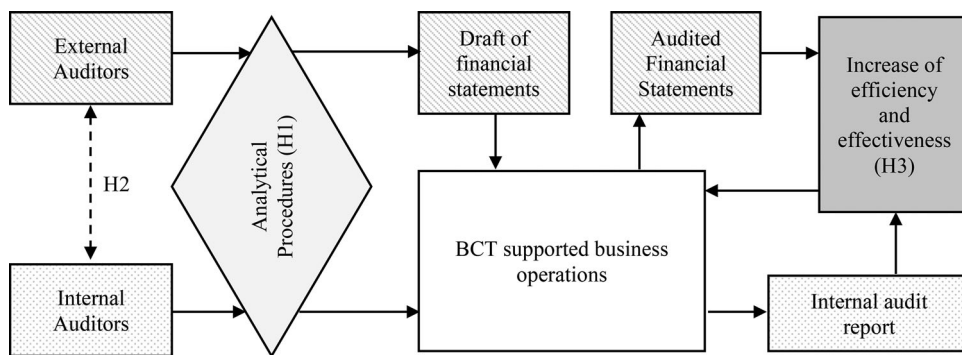 External
Auditors
Draft of
financial
statements
Audited
Financial
Statements
Increase of
efficiency
and
effectiveness
(H3)
H2
Analytical
Procedures (H1)
BCT supported business
operations
Internal
Auditors
Internal audit
report